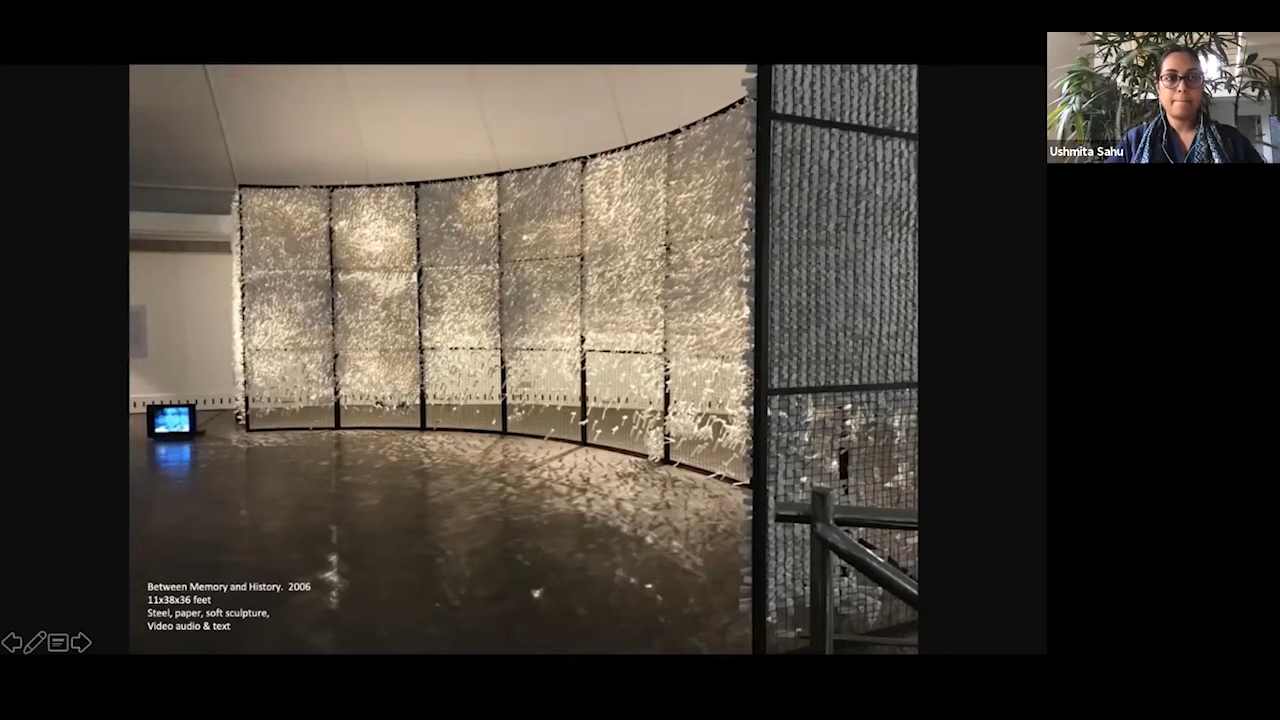 Ushmita Sahu
Between Memory and History. 2006
11x38x36 feet
Steel, paper, soft sculpture,
Video audio & text